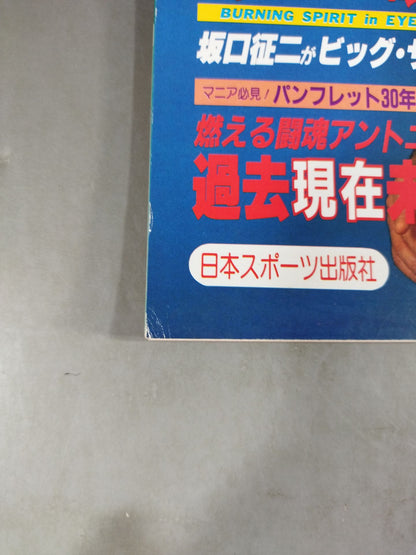 BURNING SPIRIT in EYE
坂口征二がビッグ・サ
マニア必見! パンフレット30年
燃える闘魂アントニ
過去現在未
日本スポーツ出版社